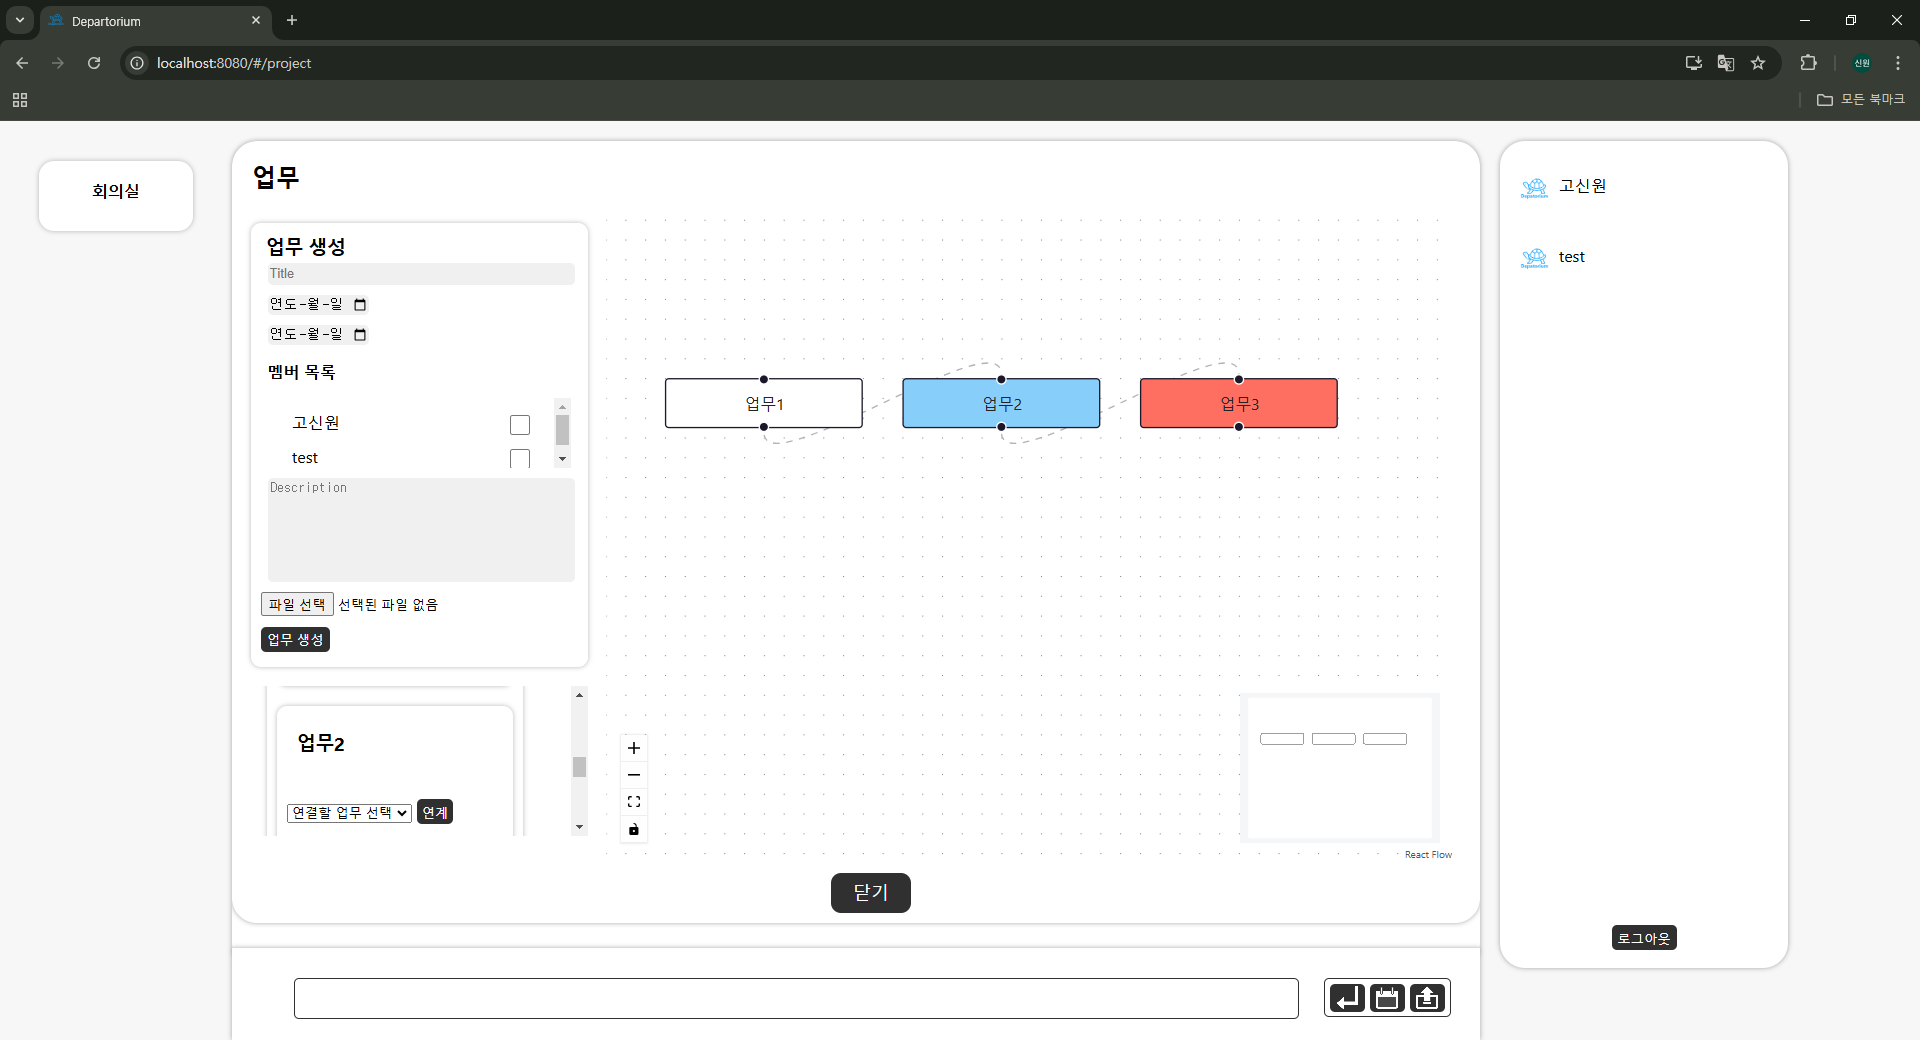 Departorium
localhost:8080/#/project
신원
모든 북마크
회의실
업무
업무 생성
Title
연도-월-일
연도-월-일
멤버 목록
고신원
test
Description
파일 선택 선택된 파일 없음
업무 생성
업무2
연결할 업무 선택 연계
업무1
업무2
업무3
React Flow
닫기
고신원
test
로그아웃